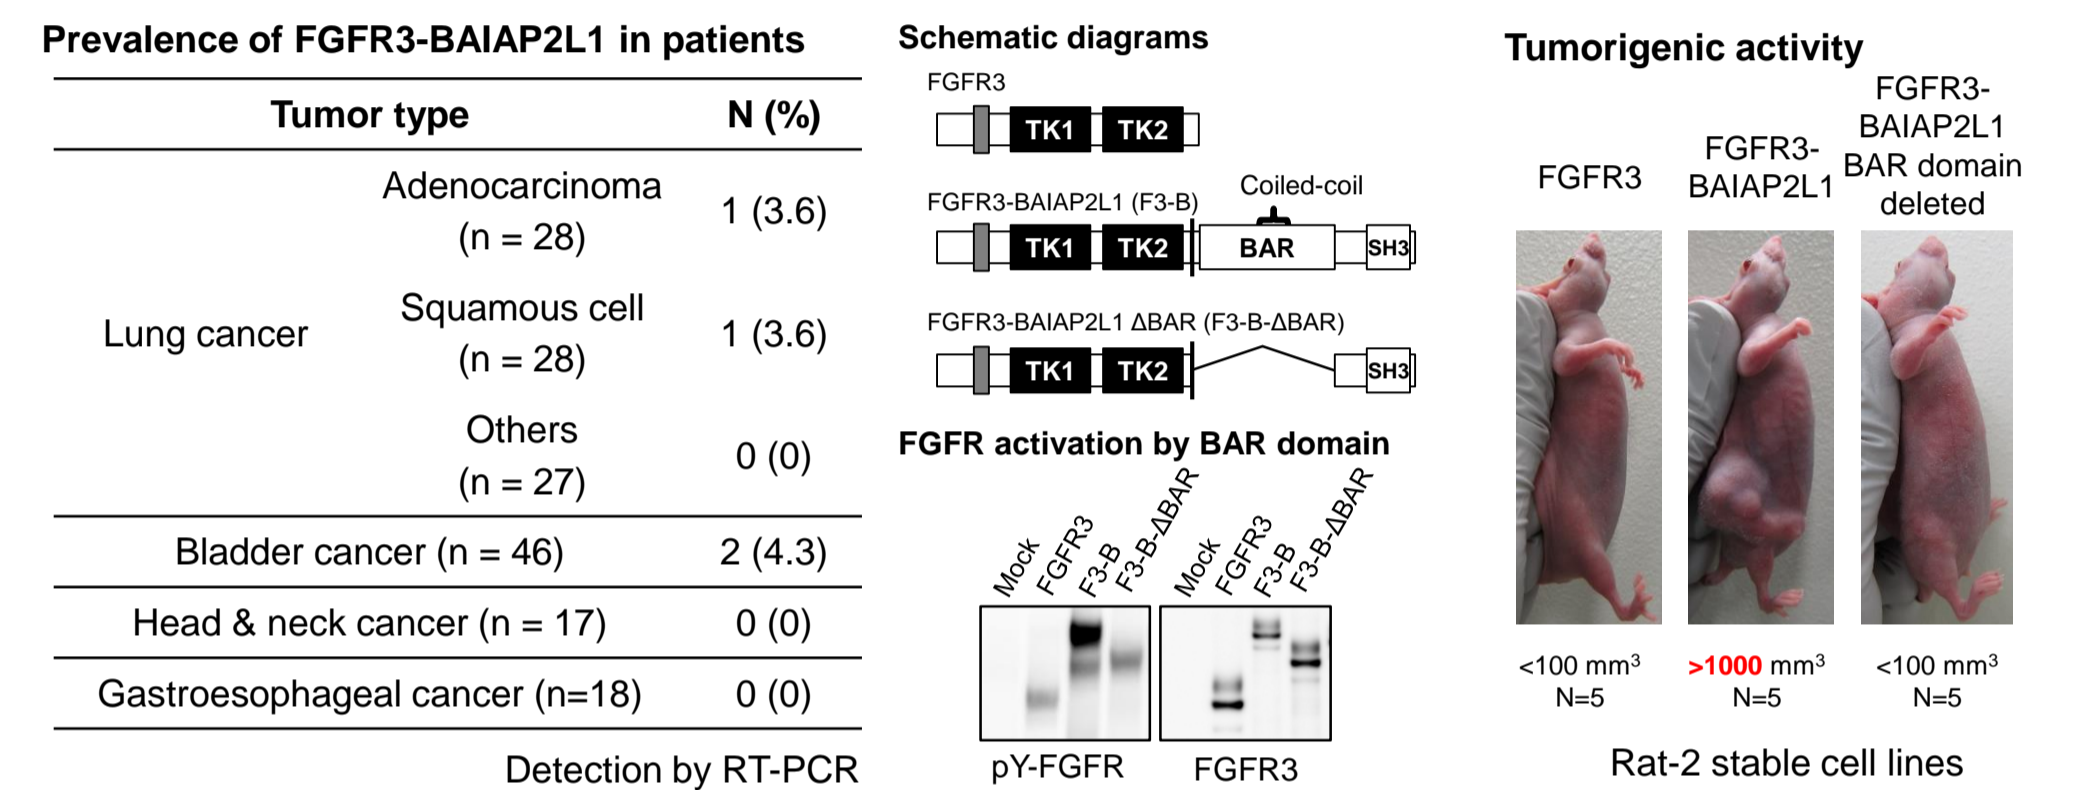 Prevalence of FGFR3-BAIAP2L1 in patients
Tumor type N (%)
Adenocarcinoma
(n = 28)
1 (3.6)
Lung cancer
Squamous cell
(n = 28)
1 (3.6)
Others
(n = 27)
0 (0)
Bladder cancer (n = 46) 2 (4.3)
Head & neck cancer (n = 17) 0 (0)
Gastroesophageal cancer (n=18) 0 (0)
Detection by RT-PCR
Schematic diagrams
FGFR3
TK1 TK2
FGFR3-BAIAP2L1 (F3-B)
Coiled-coil
TK1 TK2 BAR SH3
FGFR3-BAIAP2L1 ΔBAR (F3-B-ΔBAR)
TK1 TK2 SH3
FGFR activation by BAR domain
Mock FGFR3 F3-B F3-B-ΔBAR
Mock FGFR3 F3-B F3-B-ΔBAR
pY-FGFR
FGFR3
Tumorigenic activity
FGFR3
FGFR3-
BAIAP2L1
FGFR3-
BAIAP2L1
BAR domain
deleted
<100 mm³
N=5
>1000 mm³
N=5
<100 mm³
N=5
Rat-2 stable cell lines